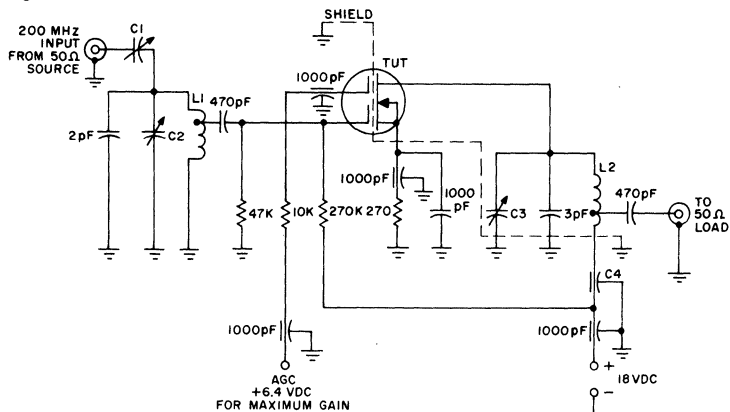 SHIELD
200 MHZ
INPUT
FROM 50Ω
SOURCE
C1
TUT
1000pF
L1
470pF
2pF
C2
47K
10K
270K
270
1000pF
1000
pF
C3
3pF
L2
470pF
TO
50Ω
LOAD
C4
1000pF
1000pF
AGC
+6.4 VDC
FOR MAXIMUM GAIN
+
18VDC
-